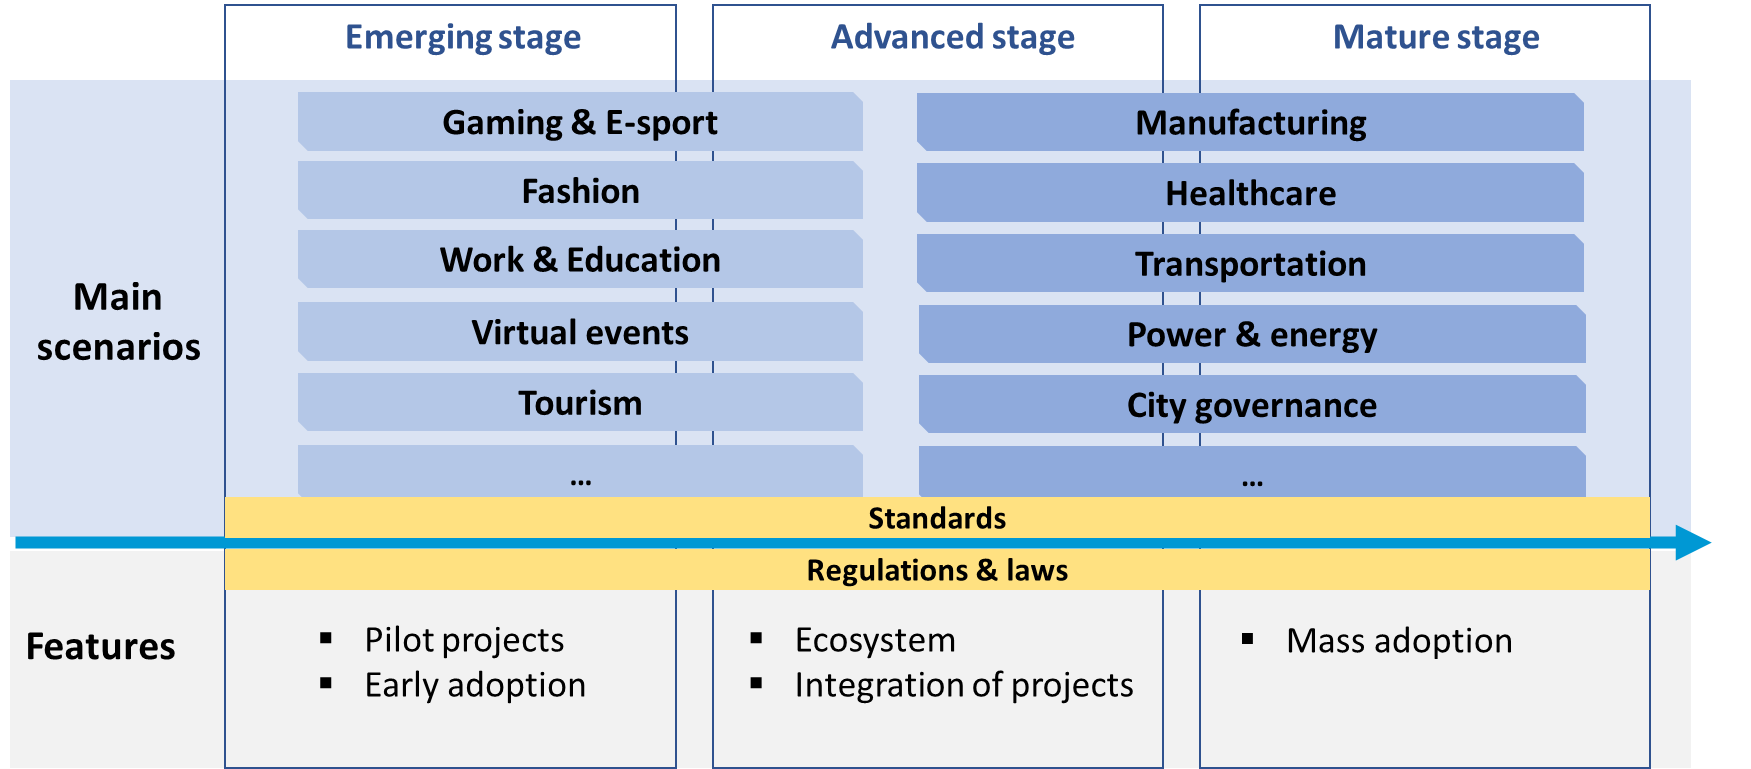 Emerging stage
Advanced stage
Mature stage
Main
scenarios
Gaming & E-sport
Fashion
Work & Education
Virtual events
Tourism
...
Manufacturing
Healthcare
Transportation
Power & energy
City governance
...
Standards
Regulations & laws
Features
▪ Pilot projects
▪ Early adoption
▪ Ecosystem
▪ Integration of projects
▪ Mass adoption